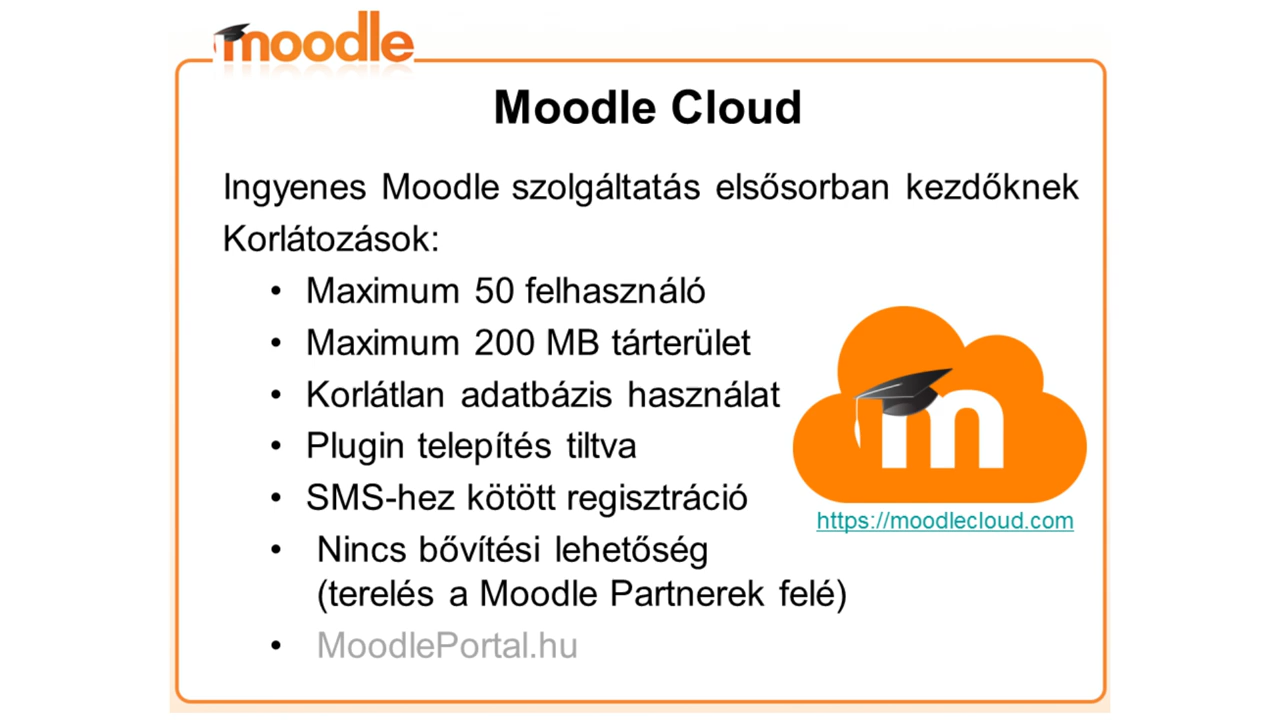 moodle
Moodle Cloud
Ingyenes Moodle szolgáltatás elsősorban kezdőknek
Korlátozások:
• Maximum 50 felhasználó
• Maximum 200 MB tárterület
• Korlátlan adatbázis használat
• Plugin telepítés tiltva
• SMS-hez kötött regisztráció
• Nincs bővítési lehetőség
(terelés a Moodle Partnerek felé)
• MoodlePortal.hu
m
https://moodlecloud.com